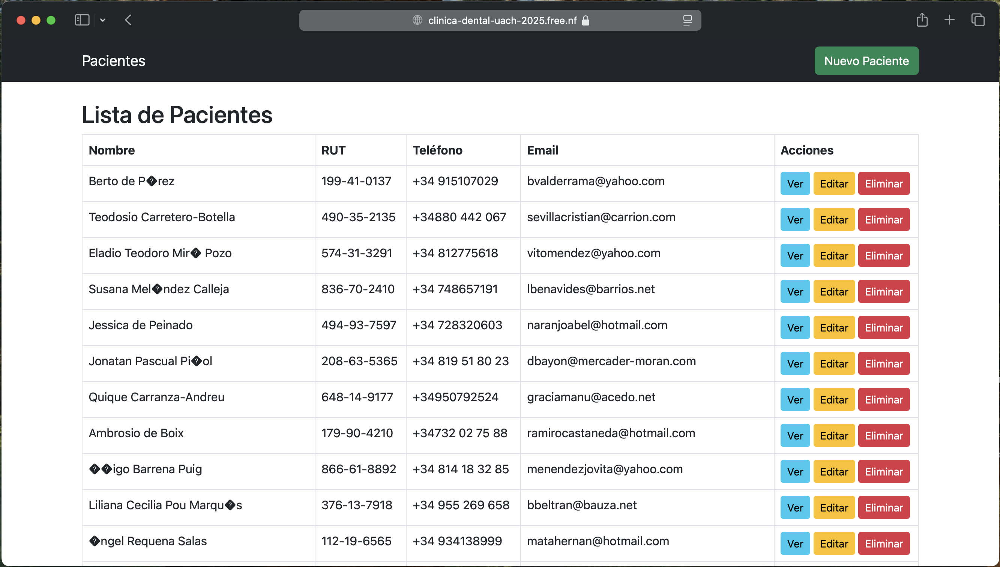 clinica-dental-uach-2025.free.nf
Pacientes Nuevo Paciente
Lista de Pacientes
Nombre RUT Teléfono Email Acciones
Berto de P�rez 199-41-0137 +34 915107029 bvalderrama@yahoo.com Ver Editar Eliminar
Teodosio Carretero-Botella 490-35-2135 +34880 442 067 sevillacristian@carrion.com Ver Editar Eliminar
Eladio Teodoro Mir� Pozo 574-31-3291 +34 812775618 vitomendez@yahoo.com Ver Editar Eliminar
Susana Mel�ndez Calleja 836-70-2410 +34 748657191 lbenavides@barrios.net Ver Editar Eliminar
Jessica de Peinado 494-93-7597 +34 728320603 naranjoabel@hotmail.com Ver Editar Eliminar
Jonatan Pascual Pi�ol 208-63-5365 +34 819 51 80 23 dbayon@mercader-moran.com Ver Editar Eliminar
Quique Carranza-Andreu 648-14-9177 +34950792524 graciamanu@acedo.net Ver Editar Eliminar
Ambrosio de Boix 179-90-4210 +34732 02 75 88 ramirocastaneda@hotmail.com Ver Editar Eliminar
��igo Barrena Puig 866-61-8892 +34 814 18 32 85 menendezjovita@yahoo.com Ver Editar Eliminar
Liliana Cecilia Pou Marqu�s 376-13-7918 +34 955 269 658 bbeltran@bauza.net Ver Editar Eliminar
�ngel Requena Salas 112-19-6565 +34 934138999 matahernan@hotmail.com Ver Editar Eliminar